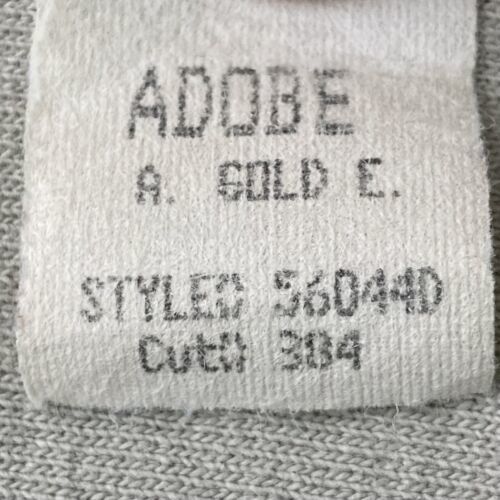 ADOBE
A. GOLD E.
STYLE# 56044D
Cut# 384